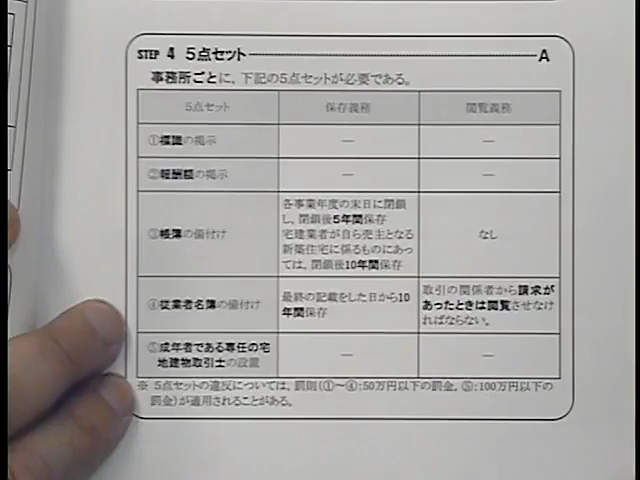 STEP 4 5点セット A
事務所ごとに、下記の5点セットが必要である。
5点セット 保存義務 閲覧義務
①標識の掲示 — —
②報酬額の掲示 — —
各事業年度の末日に閉鎖
し、閉鎖後5年間保存
③帳簿の備付け 宅建業者が自ら売主となる なし
新築住宅に係るものにあっ
ては、閉鎖後10年間保存
④従業者名簿の備付け 最終の記載をした日から10
年間保存
取引の関係者から請求が
あったときは閲覧させなけ
ればならない。
⑤成年者である専任の宅
地建物取引士の設置 — —
※ 5点セットの違反については、罰則(①～④:50万円以下の罰金、⑤:100万円以下の
罰金)が適用されることがある。